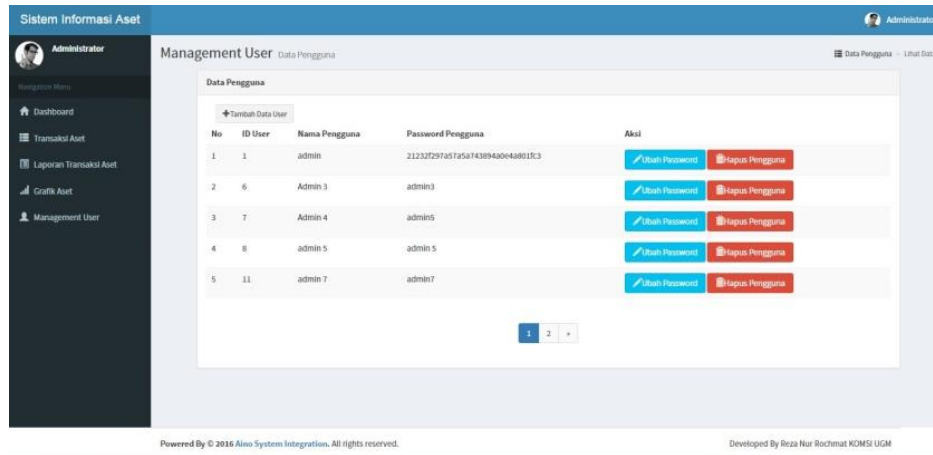 Sistem Informasi Aset
Administrato
Administrator
Management User Data Pengguna
Data Pengguna - Lihat Dat
Navigation Menu
Dashboard
Transaksi Aset
Laporan Transaksi Aset
Grafik Aset
Management User
Data Pengguna
Tambah Data User
No ID User Nama Pengguna Password Pengguna Aksi
1 1 admin 21232f297a57a5a743894a0e4a801fc3 Ubah Password Hapus Pengguna
2 6 Admin 3 admin3 Ubah Password Hapus Pengguna
3 7 Admin 4 admin5 Ubah Password Hapus Pengguna
4 8 admin 5 admin 5 Ubah Password Hapus Pengguna
5 11 admin 7 admin7 Ubah Password Hapus Pengguna
1 2 »
Powered By © 2016 Aino System Integration. All rights reserved.
Developed By Reza Nur Rochmat KOMSI UGM